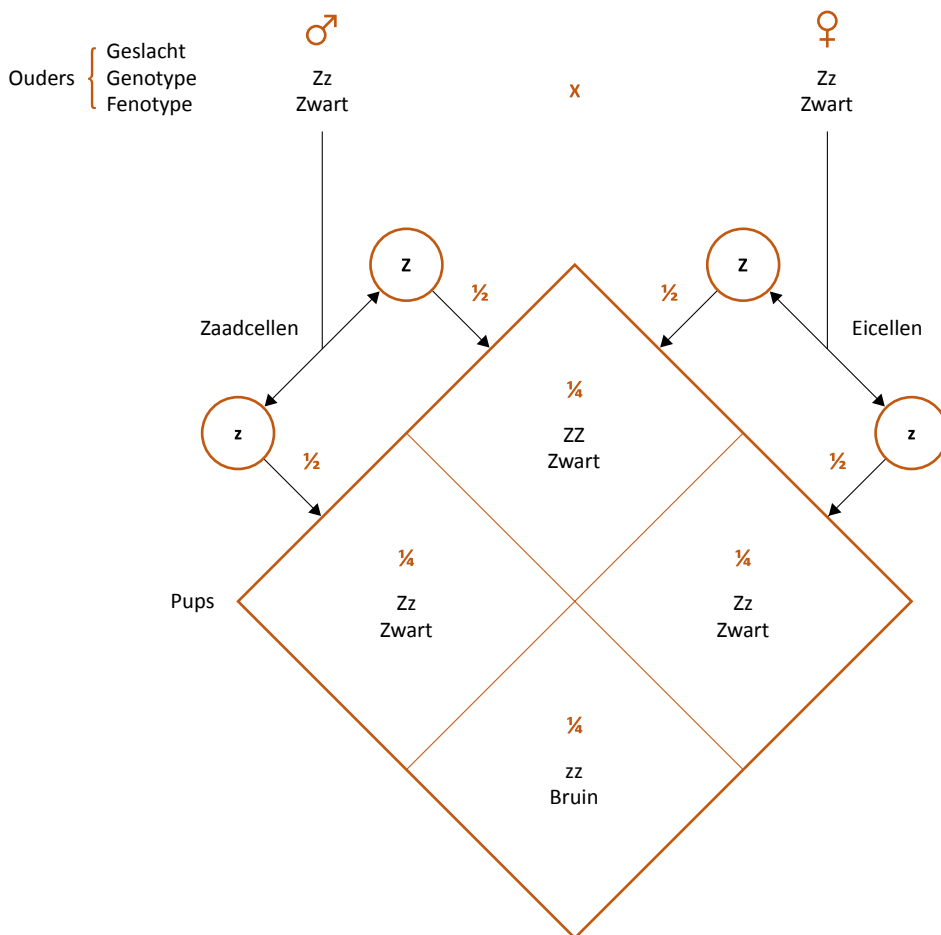 ♂
♀
Geslacht
Ouders
Genotype
Fenotype
Zz
Zwart
x
Zz
Zwart
Z
Z
½
½
Zaadcellen
Eicellen
z
z
½
½
¼
ZZ
Zwart
¼
¼
Pups
Zz
Zwart
Zz
Zwart
¼
zz
Bruin